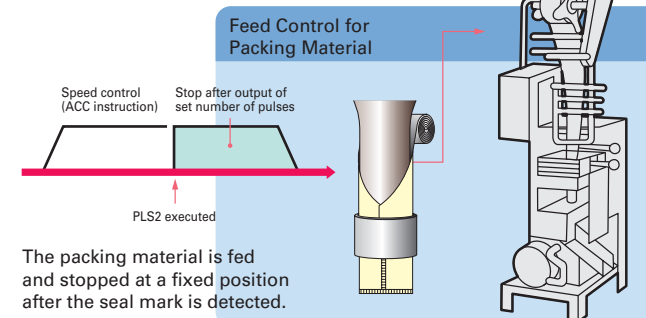 Feed Control for
Packing Material
Speed control
(ACC instruction)
Stop after output of
set number of pulses
PLS2 executed
The packing material is fed
and stopped at a fixed position
after the seal mark is detected.